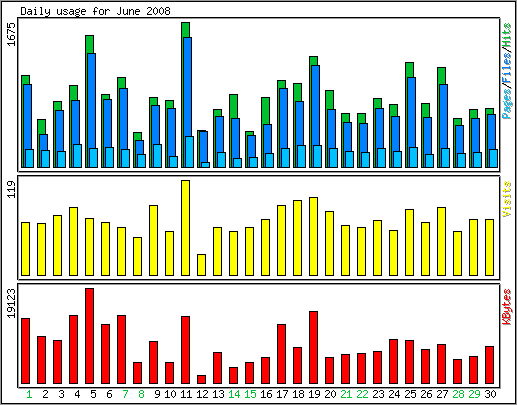 Daily usage for June 2008
1675
Pages/Files/Hits
119
Visits
19123
KBytes
1 2 3 4 5 6 7 8 9 10 11 12 13 14 15 16 17 18 19 20 21 22 23 24 25 26 27 28 29 30